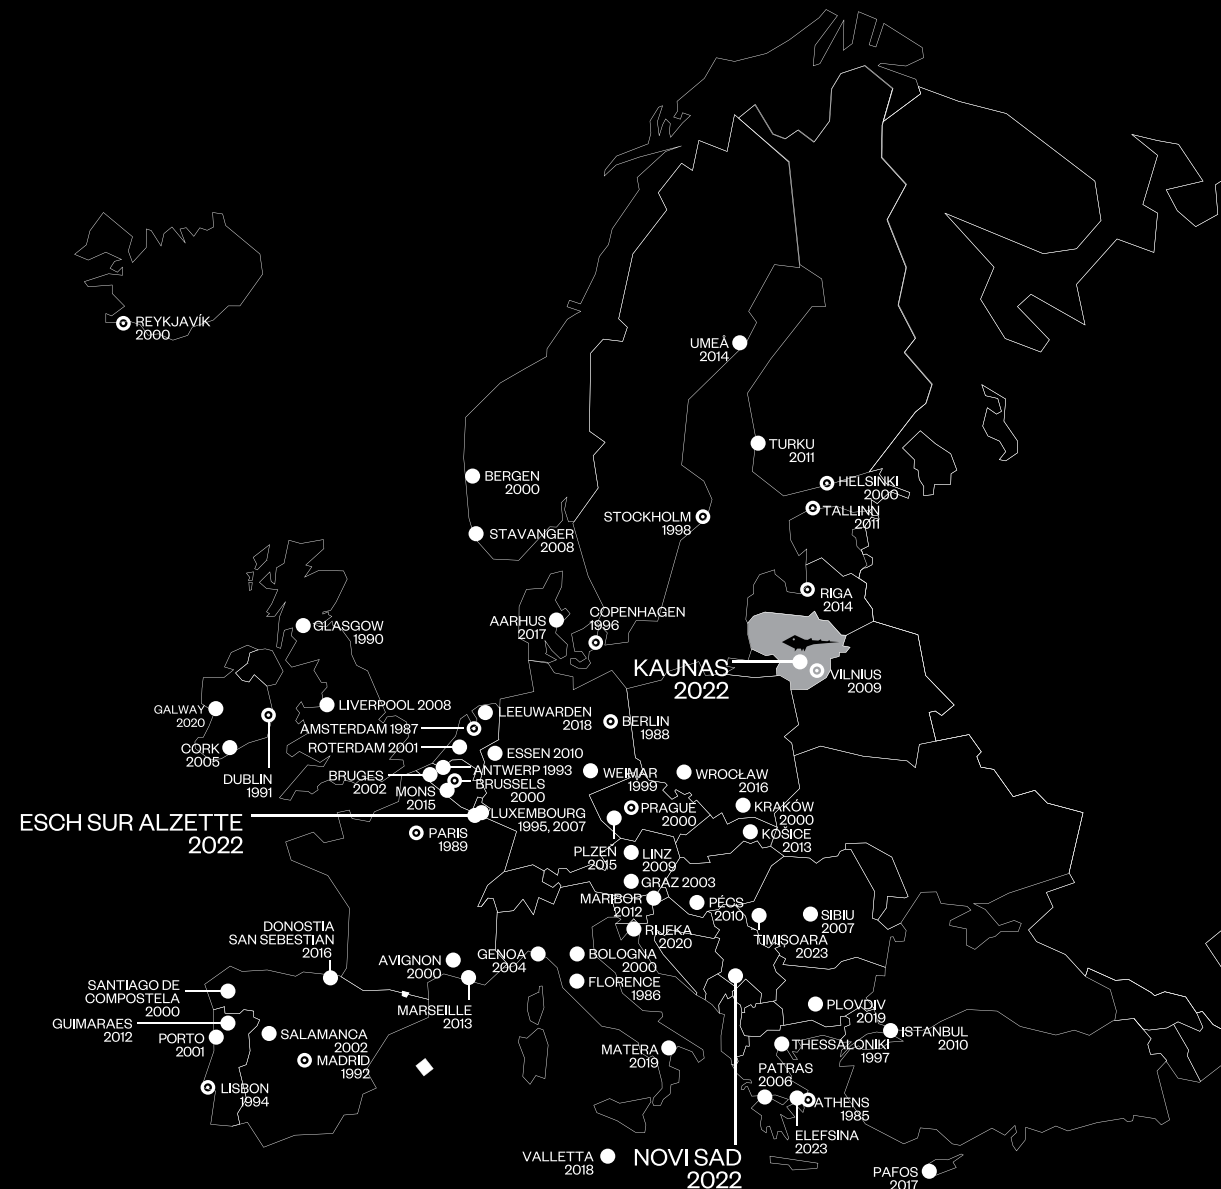 REYKJAVÍK
2000
UMEÅ
2014
TURKU
2011
BERGEN
2000
HELSINKI
2000
TALLINN
2011
STOCKHOLM
1998
STAVANGER
2008
RIGA
2014
COPENHAGEN
1996
AARHUS
2017
GLASGOW
1990
KAUNAS
2022
VILNIUS
2009
GALWAY
2020
LIVERPOOL 2008
LEEUWARDEN
2018
AMSTERDAM 1987
BERLIN
1988
ROTERDAM 2001
CORK
2005
ESSEN 2010
DUBLIN
1991
BRUGES
2002
ANTWERP 1993
BRUSSELS
2000
MONS
2015
WEIMAR
1999
WROCŁAW
2016
ESCH SUR ALZETTE
2022
LUXEMBOURG
1995, 2007
PRAGUE
2000
KRAKÓW
2000
PARIS
1989
KOŠICE
2013
PLZEŇ
2015
LINZ
2009
GRAZ 2003
MARIBOR
2012
PÉCS
2010
SIBIU
2007
TIMIȘOARA
2023
RIJEKA
2020
DONOSTIA
SAN SEBESTIAN
2016
AVIGNON
2000
GENOA
2004
BOLOGNA
2000
FLORENCE
1986
SANTIAGO DE
COMPOSTELA
2000
MARSEILLE
2013
PLOVDIV
2019
GUIMARAES
2012
PORTO
2001
SALAMANCA
2002
ISTANBUL
2010
MADRID
1992
MATERA
2019
THESSALONIKI
1997
PATRAS
2006
LISBON
1994
ATHENS
1985
ELEFSINA
2023
VALLETTA
2018
NOVI SAD
2022
PAFOS
2017